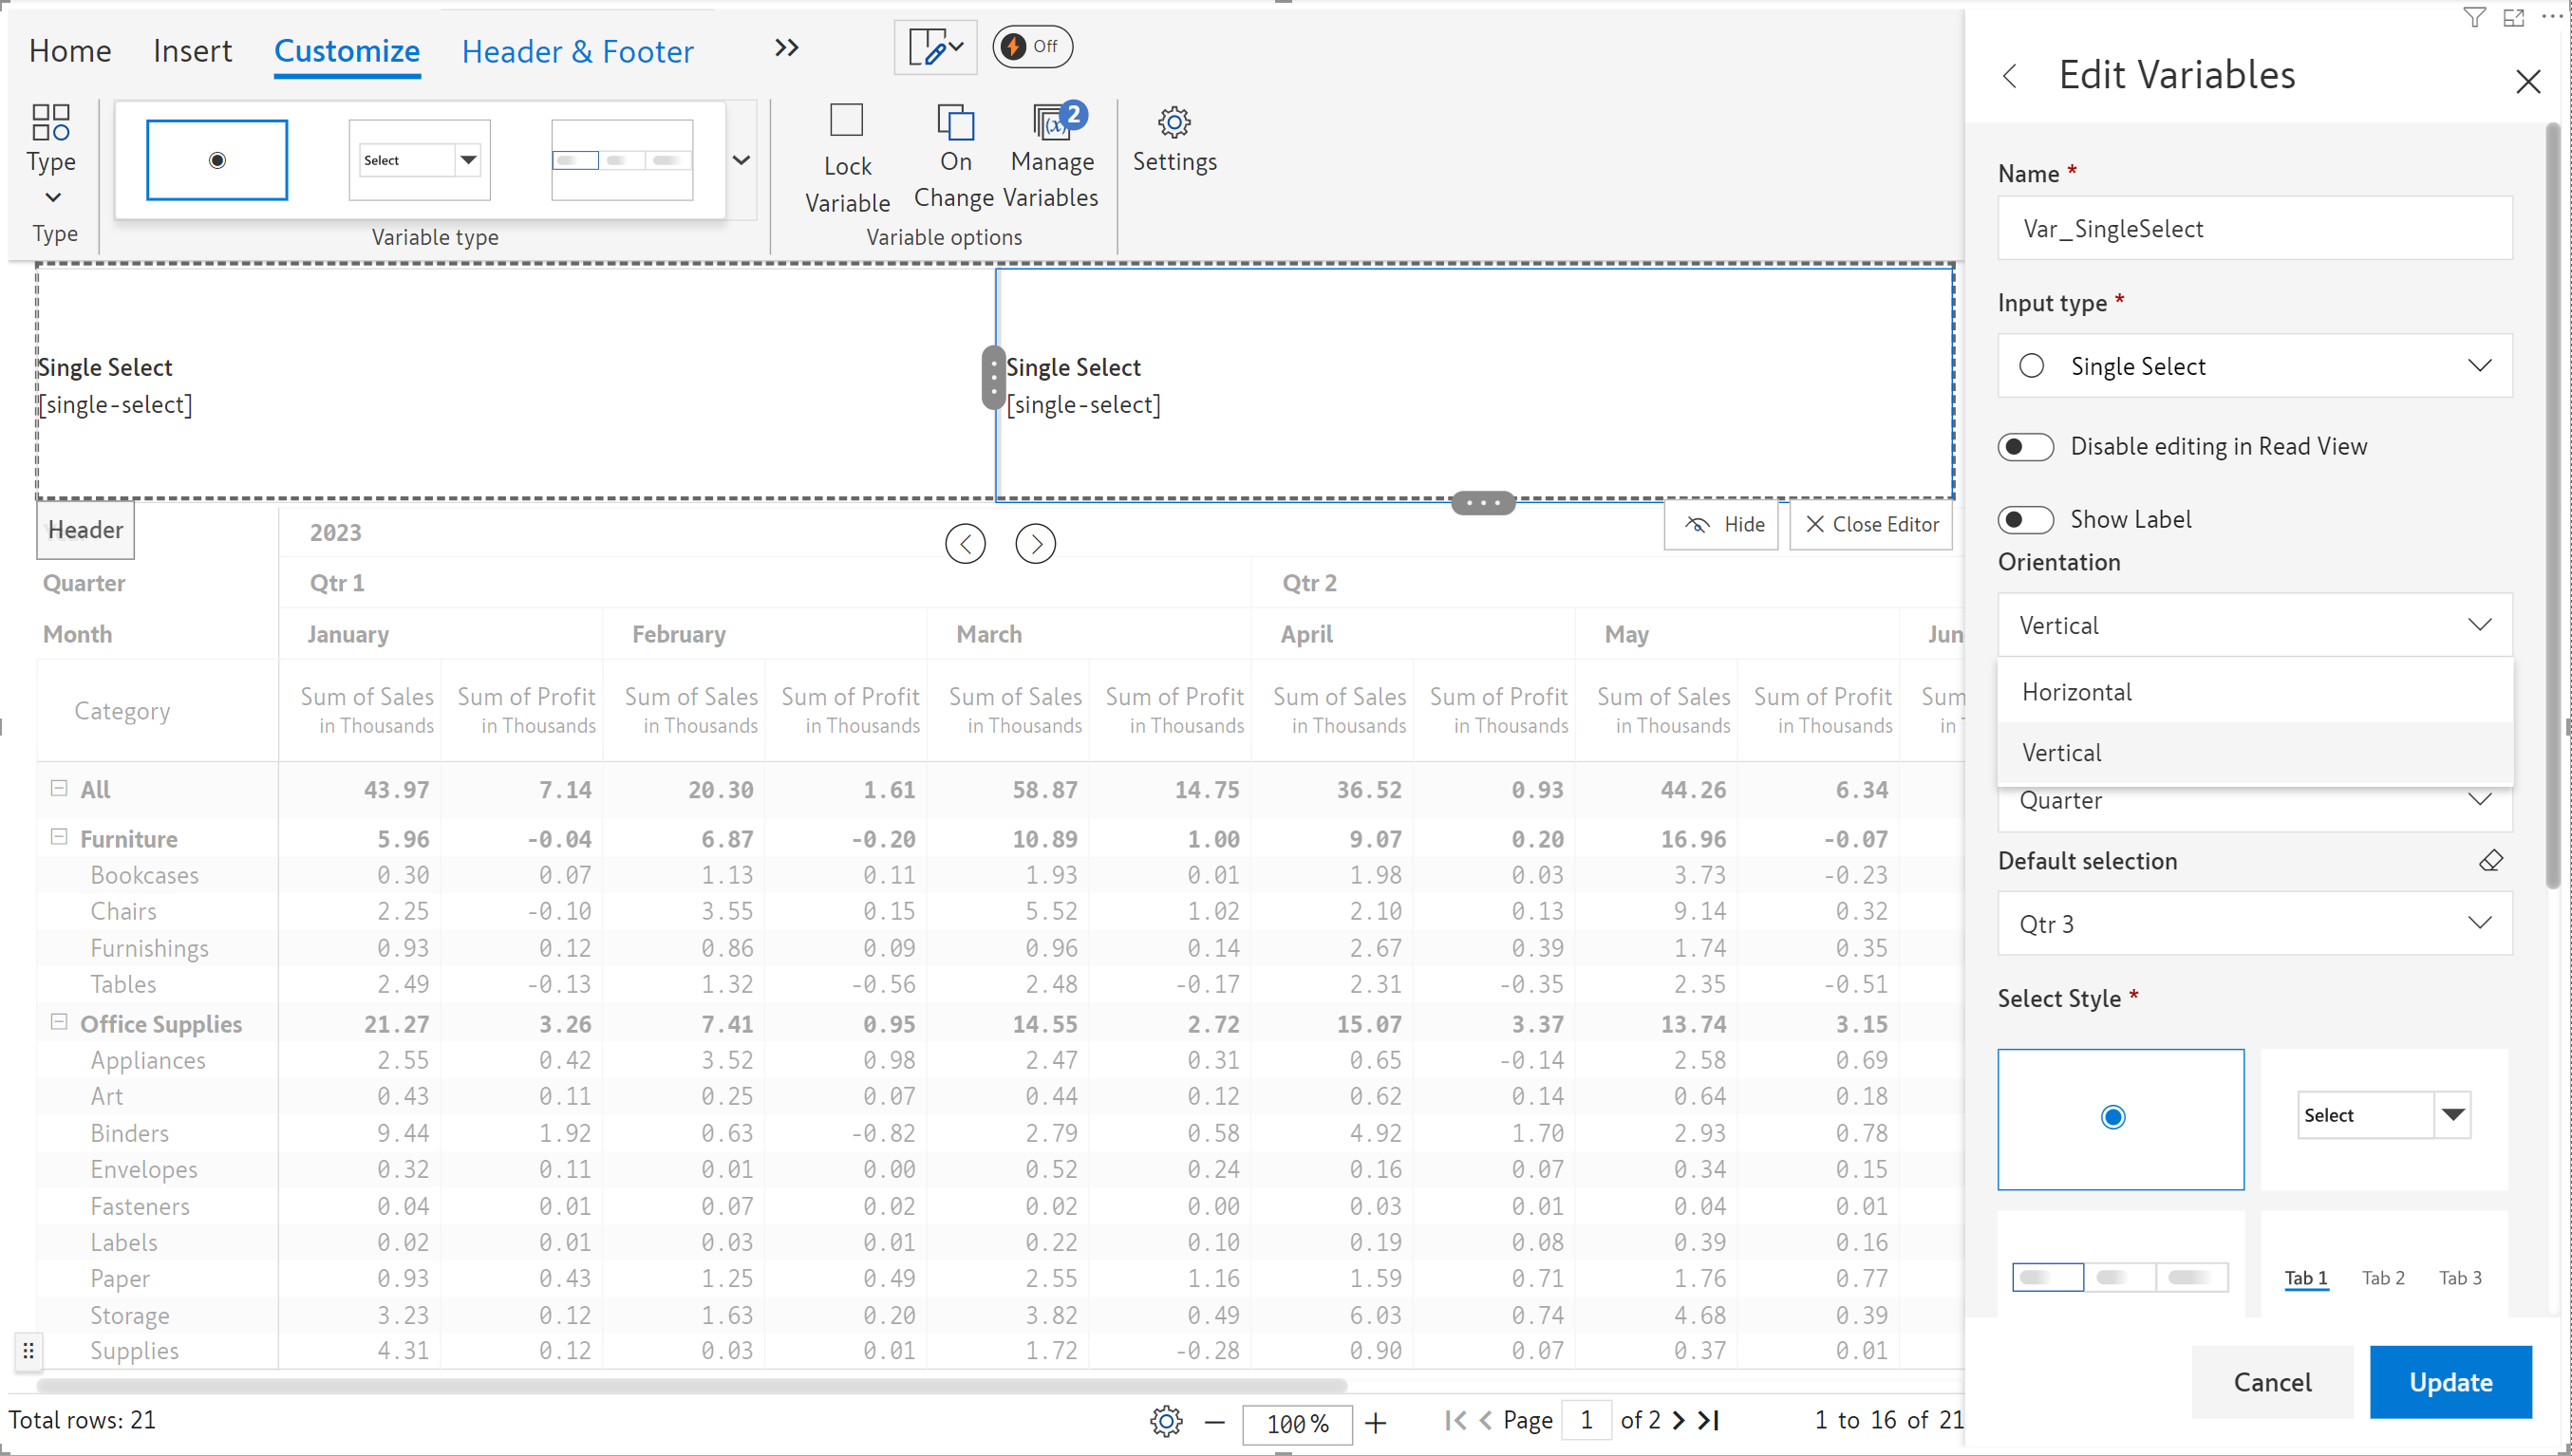 Home Insert Customize Header & Footer
Off
Type
Type
Select
Variable type
Lock Variable
On Change
2
Manage Variables
Variable options
Settings
Single Select
[single-select]
Single Select
[single-select]
Header
Hide
Close Editor
2023
Quarter Qtr 1 Qtr 2
Month January February March April May Jun
Category Sum of Sales in Thousands Sum of Profit in Thousands Sum of Sales in Thousands Sum of Profit in Thousands Sum of Sales in Thousands Sum of Profit in Thousands Sum of Sales in Thousands Sum of Profit in Thousands Sum of Sales in Thousands Sum of Profit in Thousands Sum in
All 43.97 7.14 20.30 1.61 58.87 14.75 36.52 0.93 44.26 6.34
Furniture 5.96 -0.04 6.87 -0.20 10.89 1.00 9.07 0.20 16.96 -0.07
Bookcases 0.30 0.07 1.13 0.11 1.93 0.01 1.98 0.03 3.73 -0.23
Chairs 2.25 -0.10 3.55 0.15 5.52 1.02 2.10 0.13 9.14 0.32
Furnishings 0.93 0.12 0.86 0.09 0.96 0.14 2.67 0.39 1.74 0.35
Tables 2.49 -0.13 1.32 -0.56 2.48 -0.17 2.31 -0.35 2.35 -0.51
Office Supplies 21.27 3.26 7.41 0.95 14.55 2.72 15.07 3.37 13.74 3.15
Appliances 2.55 0.42 3.52 0.98 2.47 0.31 0.65 -0.14 2.58 0.69
Art 0.43 0.11 0.25 0.07 0.44 0.12 0.62 0.14 0.64 0.18
Binders 9.44 1.92 0.63 -0.82 2.79 0.58 4.92 1.70 2.93 0.78
Envelopes 0.32 0.11 0.01 0.00 0.52 0.24 0.16 0.07 0.34 0.15
Fasteners 0.04 0.01 0.07 0.02 0.02 0.00 0.03 0.01 0.04 0.01
Labels 0.02 0.01 0.03 0.01 0.22 0.10 0.19 0.08 0.39 0.16
Paper 0.93 0.43 1.25 0.49 2.55 1.16 1.59 0.71 1.76 0.77
Storage 3.23 0.12 1.63 0.20 3.82 0.49 6.03 0.74 4.68 0.39
Supplies 4.31 0.12 0.03 0.01 1.72 -0.28 0.90 0.07 0.37 0.01
Total rows: 21
100%
Page 1 of 2
1 to 16 of 21
Edit Variables
Name *
Var_SingleSelect
Input type *
Single Select
Disable editing in Read View
Show Label
Orientation
Vertical
Horizontal
Vertical
Quarter
Default selection
Qtr 3
Select Style *
Select
Tab 1 Tab 2 Tab 3
Cancel
Update